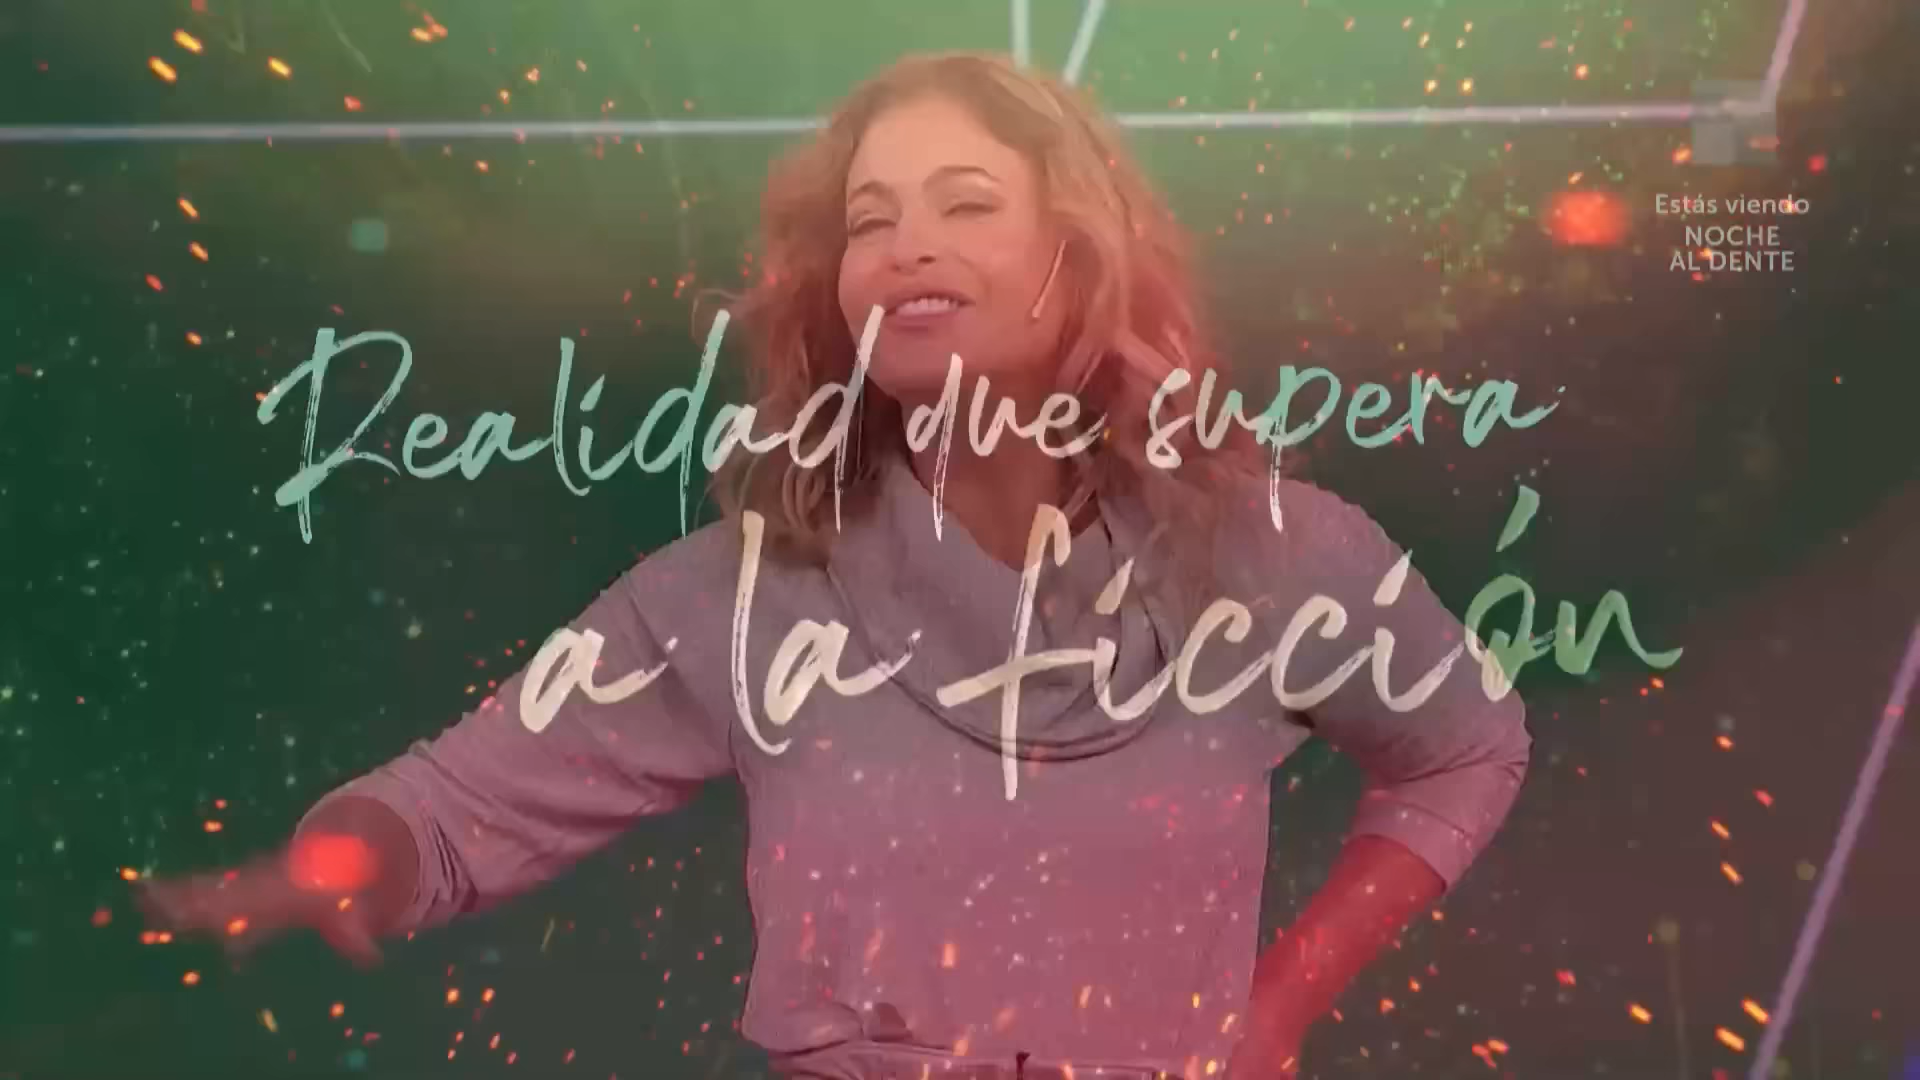 Estás viendo
NOCHE
AL DENTE
Realidad que supera
a la ficción